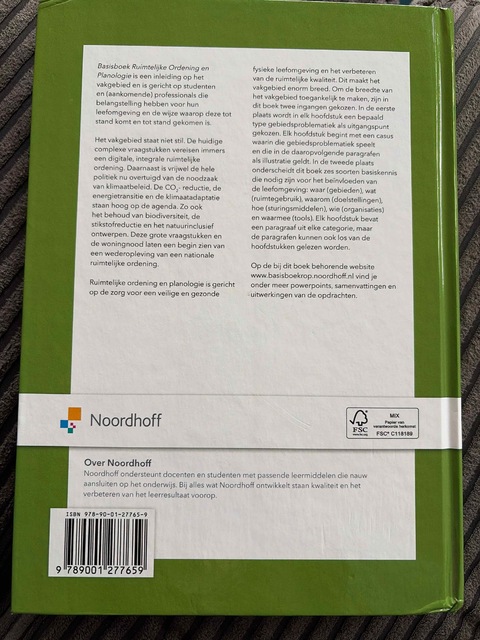 Basisboek Ruimtelijke Ordening en
Planologie is een inleiding op het
vakgebied en is gericht op studenten
en (aankomende) professionals die
belangstelling hebben voor hun
leefomgeving en de wijze waarop deze tot
stand komt en tot stand gekomen is.
Het vakgebied staat niet stil. De huidige
complexe vraagstukken vereisen immers
een digitale, integrale ruimtelijke
ordening. Daarnaast is vrijwel de hele
politiek nu overtuigd van de noodzaak
van klimaatbeleid. De CO₂- reductie, de
energietransitie en de klimaatadaptatie
staan hoog op de agenda. Zo ook
het behoud van biodiversiteit, de
stikstofreductie en het natuurinclusief
ontwerpen. Deze grote vraagstukken en
de woningnood laten een begin zien van
een wederopleving van een nationale
ruimtelijke ordening.
Ruimtelijke ordening en planologie is gericht
op de zorg voor een veilige en gezonde
fysieke leefomgeving en het verbeteren
van de ruimtelijke kwaliteit. Dit maakt het
vakgebied enorm breed. Om de breedte van
het vakgebied toegankelijk te maken, zijn in
dit boek twee ingangen gekozen. In de eerste
plaats wordt in elk hoofdstuk een bepaald
type gebiedsproblematiek als uitgangspunt
gekozen. Elk hoofdstuk begint met een casus
waarin die gebiedsproblematiek speelt
en die in de daaropvolgende paragrafen
als illustratie geldt. In de tweede plaats
onderscheidt dit boek zes soorten basiskennis
die nodig zijn voor het beïnvloeden van
de leefomgeving: waar (gebieden), wat
(ruimtegebruik), waarom (doelstellingen),
hoe (sturingsmiddelen), wie (organisaties)
en waarmee (tools). Elk hoofdstuk bevat
een paragraaf uit elke categorie, maar
de paragrafen kunnen ook los van de
hoofdstukken gelezen worden.
Op de bij dit boek behorende website
www.basisboekrop.noordhoff.nl vind je
onder meer powerpoints, samenvattingen en
uitwerkingen van de opdrachten.
Noordhoff
FSC
www.fsc.org
MIX
Papier van
verantwoorde herkomst
FSC® C118189
Over Noordhoff
Noordhoff ondersteunt docenten en studenten met passende leermiddelen die nauw
aansluiten op het onderwijs. Bij alles wat Noordhoff ontwikkelt staan kwaliteit en het
verbeteren van het leerresultaat voorop.
ISBN 978-90-01-27765-9
9 789001 277659